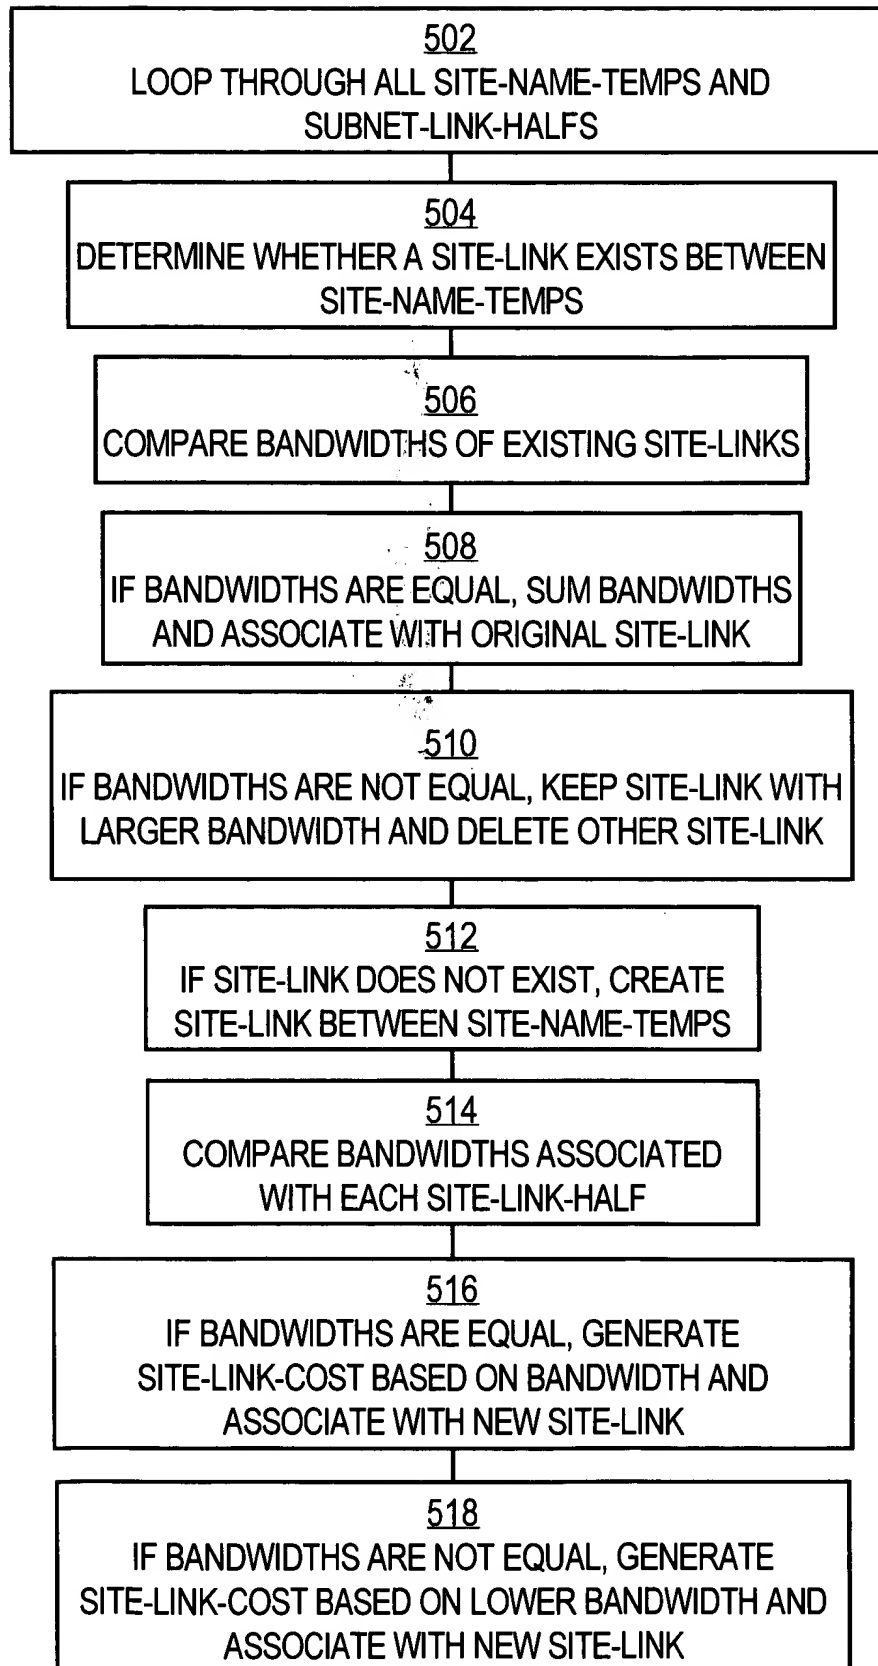 502
LOOP THROUGH ALL SITE-NAME-TEMPS AND
SUBNET-LINK-HALFS
504
DETERMINE WHETHER A SITE-LINK EXISTS BETWEEN
SITE-NAME-TEMPS
506
COMPARE BANDWIDTHS OF EXISTING SITE-LINKS
508
IF BANDWIDTHS ARE EQUAL, SUM BANDWIDTHS
AND ASSOCIATE WITH ORIGINAL SITE-LINK
510
IF BANDWIDTHS ARE NOT EQUAL, KEEP SITE-LINK WITH
LARGER BANDWIDTH AND DELETE OTHER SITE-LINK
512
IF SITE-LINK DOES NOT EXIST, CREATE
SITE-LINK BETWEEN SITE-NAME-TEMPS
514
COMPARE BANDWIDTHS ASSOCIATED
WITH EACH SITE-LINK-HALF
516
IF BANDWIDTHS ARE EQUAL, GENERATE
SITE-LINK-COST BASED ON BANDWIDTH AND
ASSOCIATE WITH NEW SITE-LINK
518
IF BANDWIDTHS ARE NOT EQUAL, GENERATE
SITE-LINK-COST BASED ON LOWER BANDWIDTH AND
ASSOCIATE WITH NEW SITE-LINK